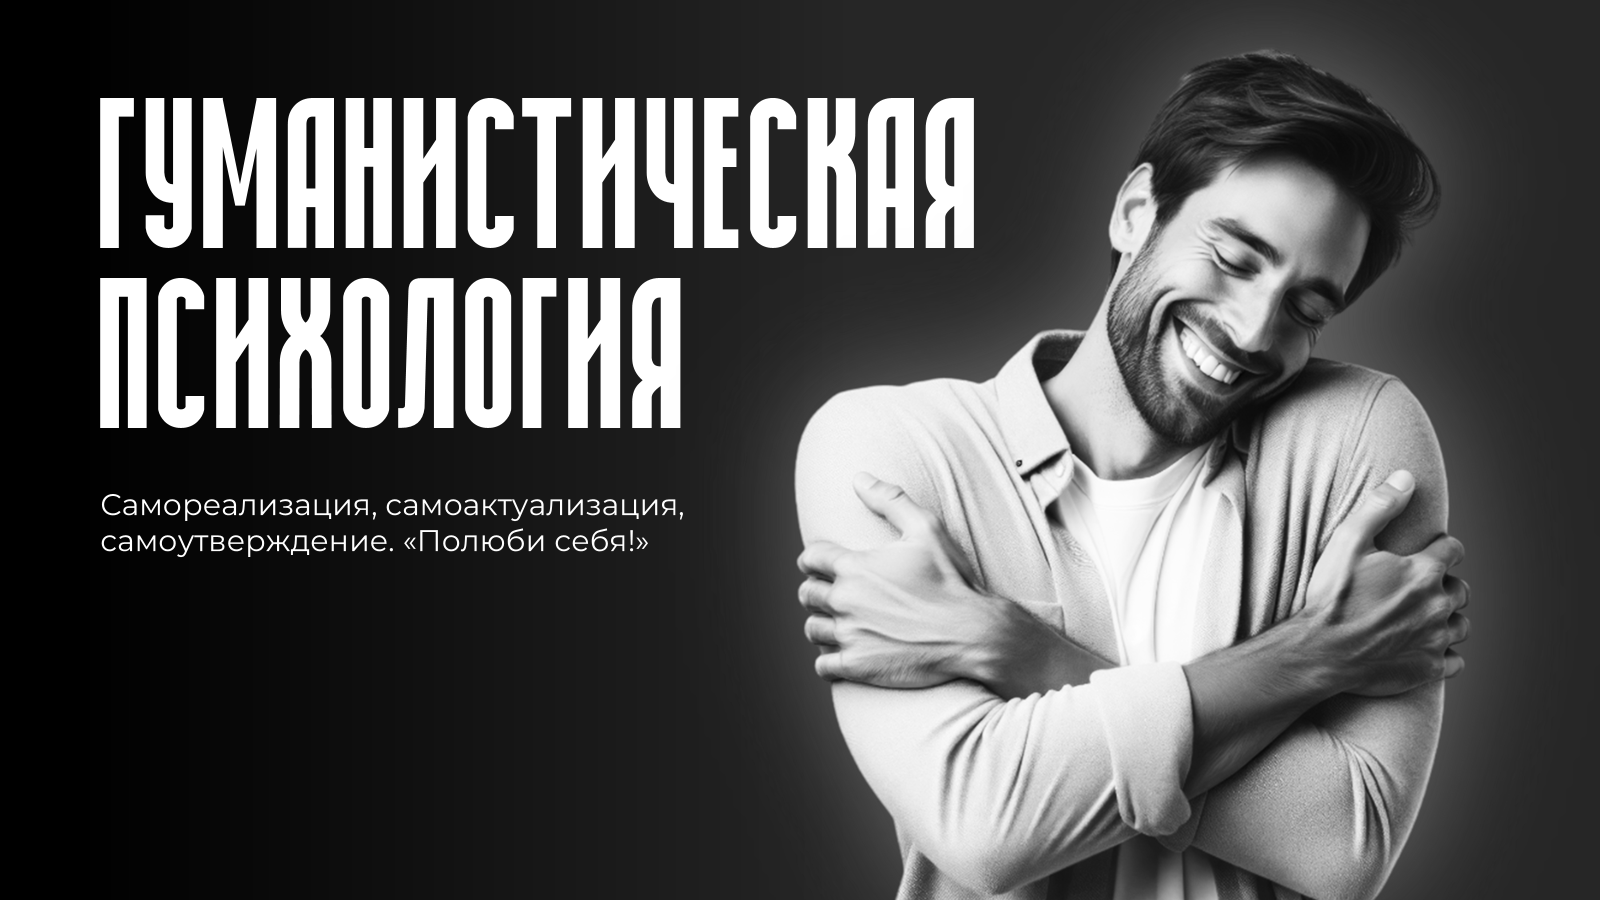 ГУМАНИСТИЧЕСКАЯ
ПСИХОЛОГИЯ
Самореализация, самоактуализация,
самоутверждение. «Полюби себя!»